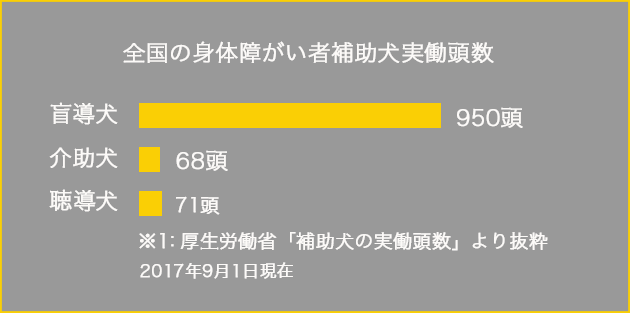 全国の身体障がい者補助犬実働頭数
盲導犬 950頭
介助犬 68頭
聴導犬 71頭
※1: 厚生労働省「補助犬の実働頭数」より抜粋
2017年9月1日現在